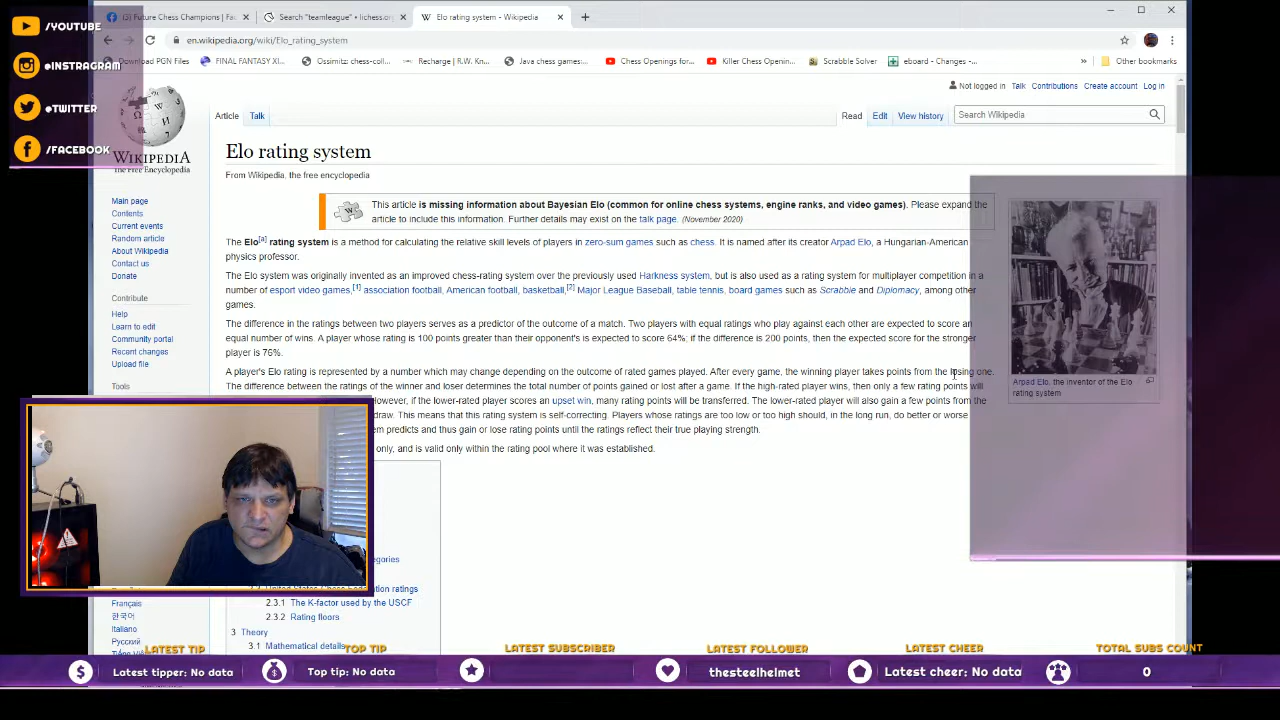 (3) Future Chess Champions | Fac
Search "teamleague" • lichess.org
Elo rating system - Wikipedia
en.wikipedia.org/wiki/Elo_rating_system
Download PGN Files
FINAL FANTASY XI...
Ossimitz: chess-coll...
Recharge | R.W. Kn...
Java chess games:...
Chess Openings for...
Killer Chess Openin...
Scrabble Solver
eboard - Changes -...
»
Other bookmarks
/YOUTUBE
@INSTRAGRAM
@TWITTER
/FACEBOOK
WIKIPEDIA
The Free Encyclopedia
Not logged in Talk Contributions Create account Log in
Article Talk
Read Edit View history
Search Wikipedia
Elo rating system
From Wikipedia, the free encyclopedia
This article is missing information about Bayesian Elo (common for online chess systems, engine ranks, and video games). Please expand the
article to include this information. Further details may exist on the talk page. (November 2020)
The Elo[a] rating system is a method for calculating the relative skill levels of players in zero-sum games such as chess. It is named after its creator Arpad Elo, a Hungarian-American
physics professor.
The Elo system was originally invented as an improved chess-rating system over the previously used Harkness system, but is also used as a rating system for multiplayer competition in a
number of esport video games,[1] association football, American football, basketball,[2] Major League Baseball, table tennis, board games such as Scrabble and Diplomacy, among other
games.
The difference in the ratings between two players serves as a predictor of the outcome of a match. Two players with equal ratings who play against each other are expected to score an
equal number of wins. A player whose rating is 100 points greater than their opponent's is expected to score 64%; if the difference is 200 points, then the expected score for the stronger
player is 76%.
A player's Elo rating is represented by a number which may change depending on the outcome of rated games played. After every game, the winning player takes points from the losing one.
The difference between the ratings of the winner and loser determines the total number of points gained or lost after a game. If the high-rated player wins, then only a few rating points will
However, if the lower-rated player scores an upset win, many rating points will be transferred. The lower-rated player will also gain a few points from the
draw. This means that this rating system is self-correcting. Players whose ratings are too low or too high should, in the long run, do better or worse
predicts and thus gain or lose rating points until the ratings reflect their true playing strength.
only, and is valid only within the rating pool where it was established.
Arpad Elo, the inventor of the Elo
rating system
Main page
Contents
Current events
Random article
About Wikipedia
Contact us
Donate
Contribute
Help
Learn to edit
Community portal
Recent changes
Upload file
Tools
Français
한국어
Italiano
Русский
United States Chess Federation ratings
2.3.1 The K-factor used by the USCF
2.3.2 Rating floors
3 Theory
3.1 Mathematical details
LATEST TIP
TOP TIP
LATEST SUBSCRIBER
LATEST FOLLOWER
LATEST CHEER
TOTAL SUBS COUNT
Latest tipper: No data
Top tip: No data
thesteelhelmet
Latest cheer: No data
0